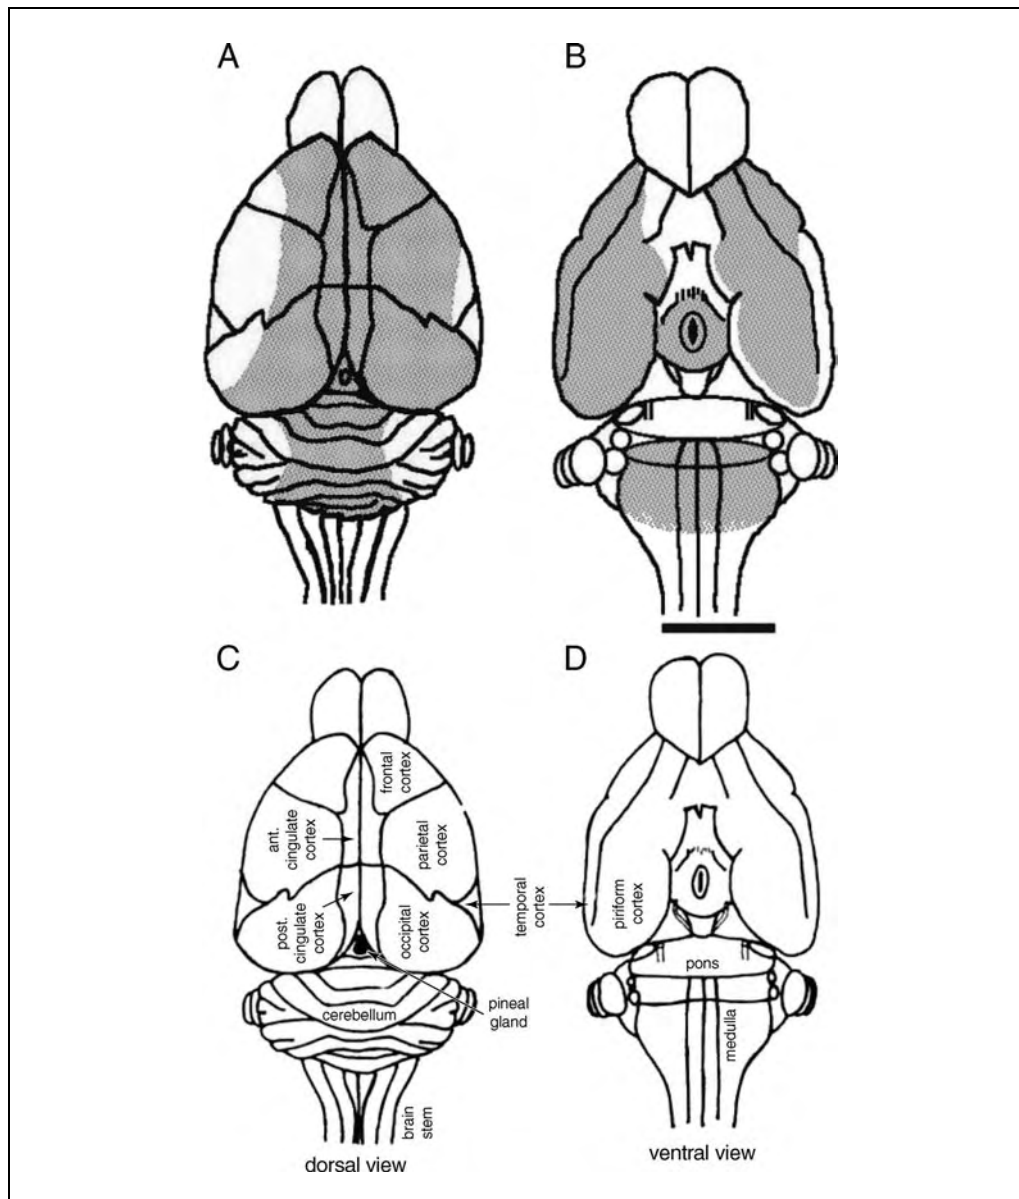 A
B
C
D
frontal
cortex
ant.
cingulate
cortex
parietal
cortex
post.
cingulate
cortex
occipital
cortex
temporal
cortex
piriform
cortex
pons
pineal
gland
cerebellum
medulla
brain
stem
dorsal view
ventral view